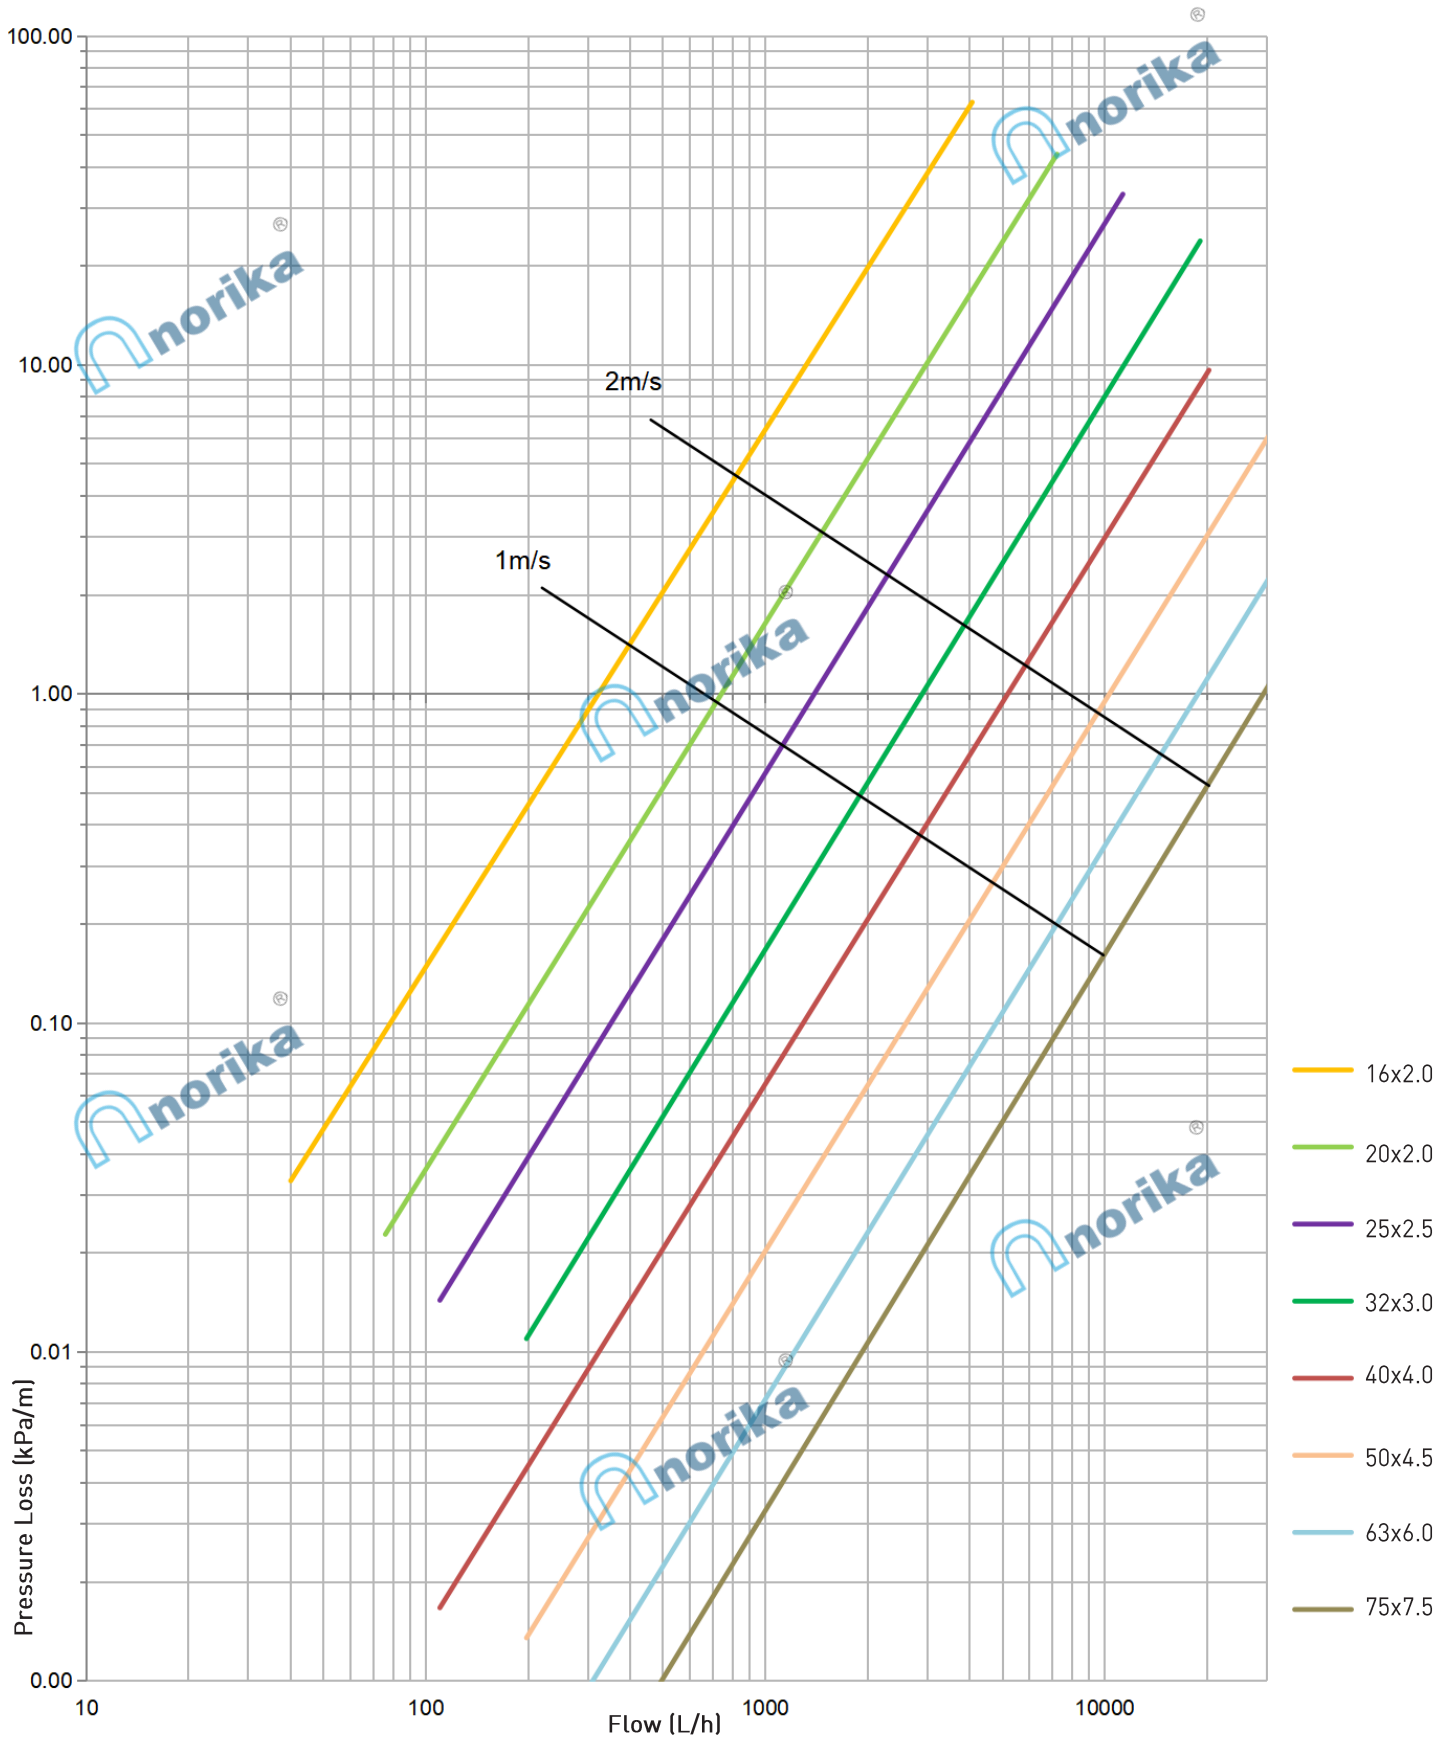 ®
100.00
norika
®
norika
10.00
2m/s
1m/s
®
norika
1.00
®
0.10
norika
16x2.0
®
20x2.0
norika
25x2.5
32x3.0
0.01
®
40x4.0
norika
50x4.5
63x6.0
75x7.5
Pressure Loss (kPa/m)
0.00
10
100
1000
10000
Flow (L/h)